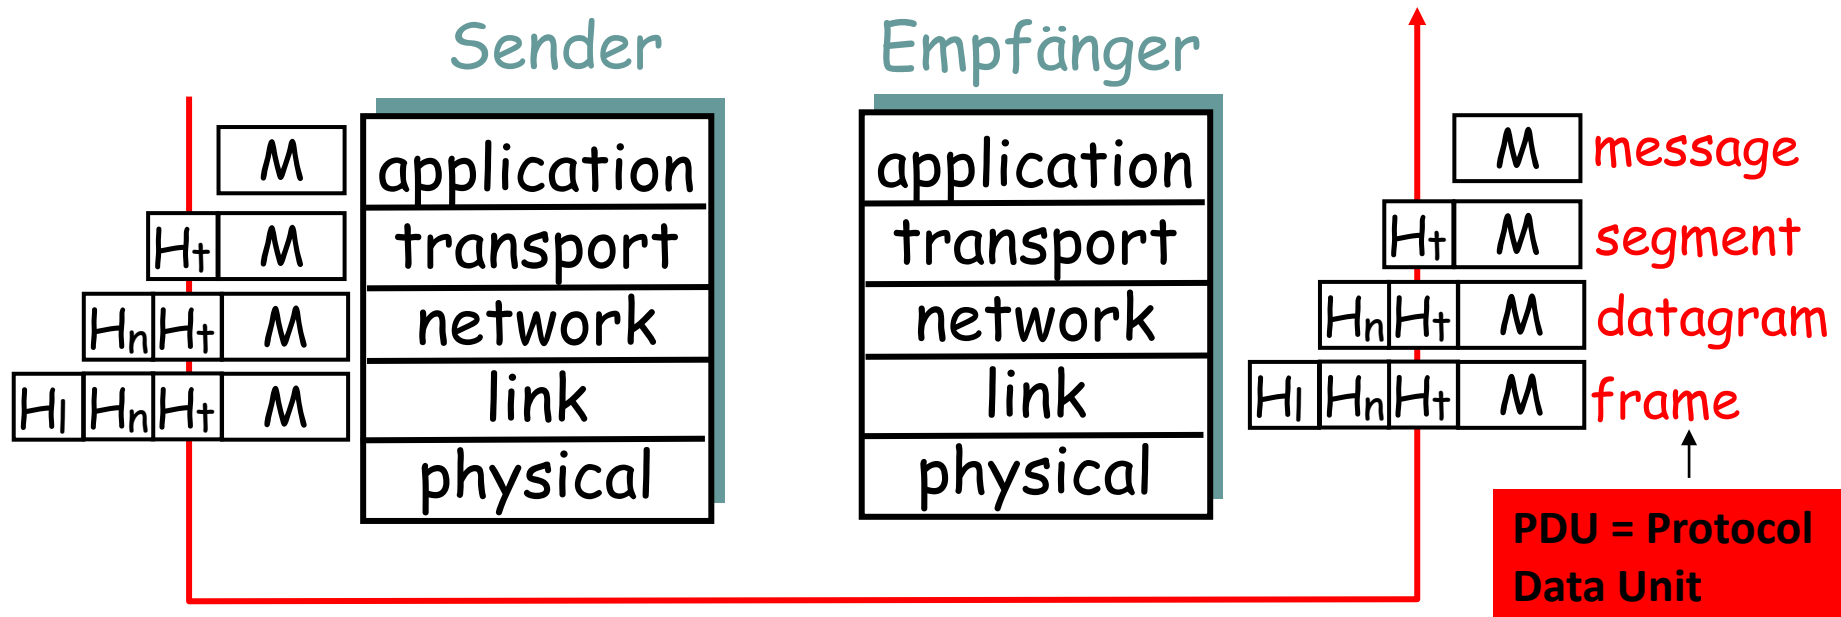 Sender
Empfänger
M
application
application
M
message
Ht
M
transport
transport
Ht
M
segment
Hn
Ht
M
network
network
Hn
Ht
M
datagram
Hl
Hn
Ht
M
link
link
Hl
Hn
Ht
M
frame
physical
physical
PDU = Protocol
Data Unit